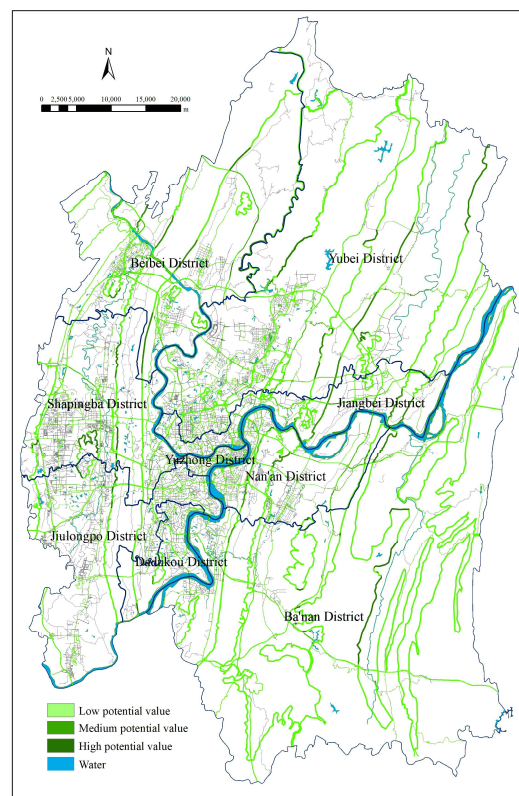 N
0 2,500 5,000 10,000 15,000 20,000
m
Beibei District
Yubei District
Shapingba District
Jiangbei District
Yuzhong District
Nan'an District
Jiulongpo District
Dadukou District
Ba'nan District
Low potential value
Medium potential value
High potential value
Water